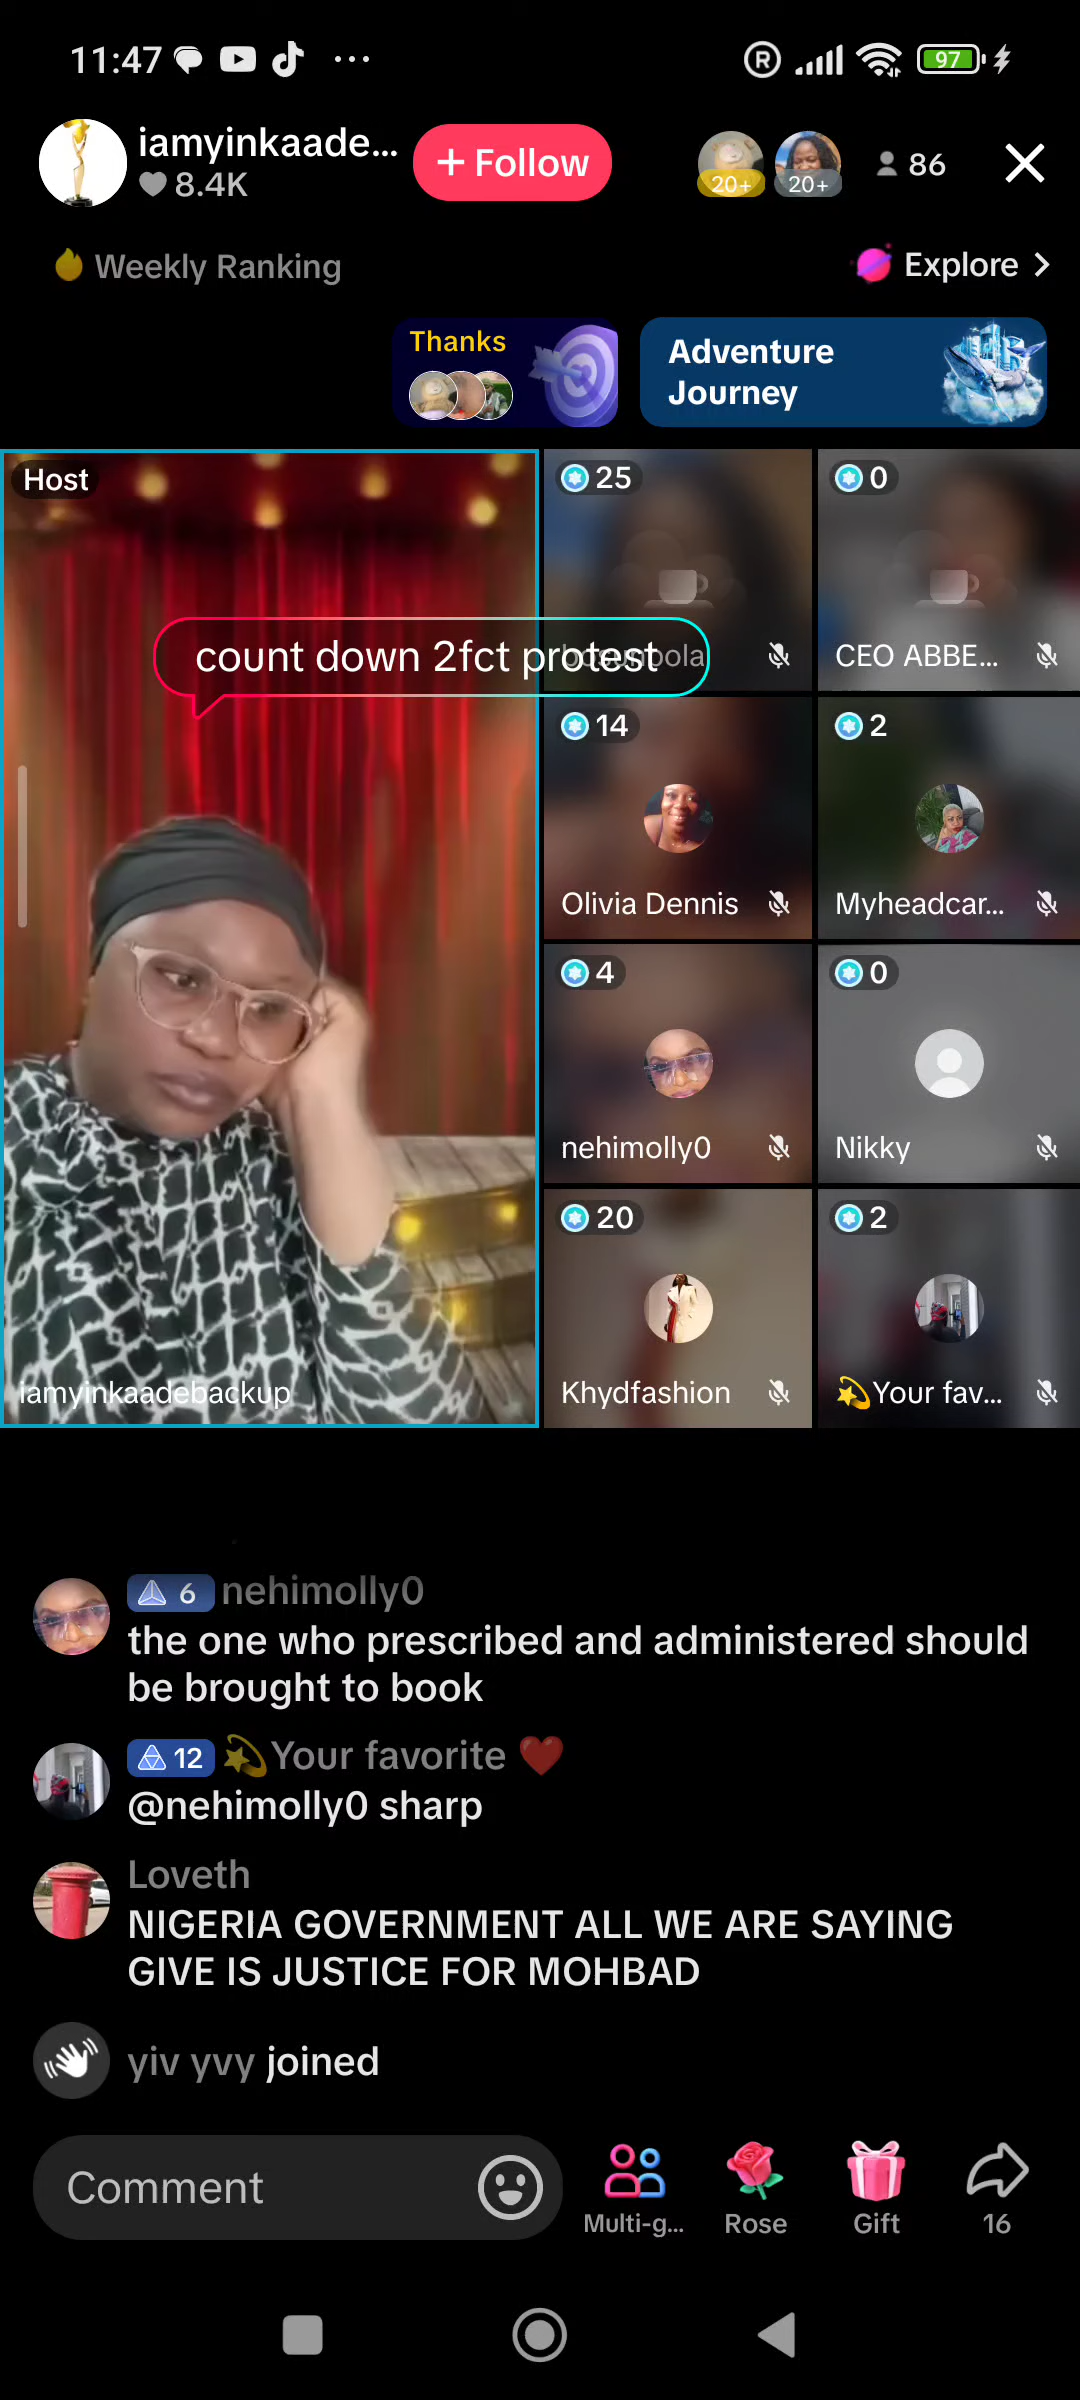 11:47
R
97
iamyinkaade...
8.4K
+ Follow
20+
20+
86
Weekly Ranking
Explore >
Thanks
Adventure
Journey
Host
25
0
count down 2fct protest
CEO ABBE...
14
2
Olivia Dennis
Myheadcar...
4
0
nehimolly0
Nikky
20
2
iamyinkaadebackup
Khydfashion
💫Your fav...
6 nehimolly0
the one who prescribed and administered should
be brought to book
12 💫Your favorite ❤️
@nehimolly0 sharp
Loveth
NIGERIA GOVERNMENT ALL WE ARE SAYING
GIVE IS JUSTICE FOR MOHBAD
yiv yvy joined
Comment
Multi-g...
Rose
Gift
16